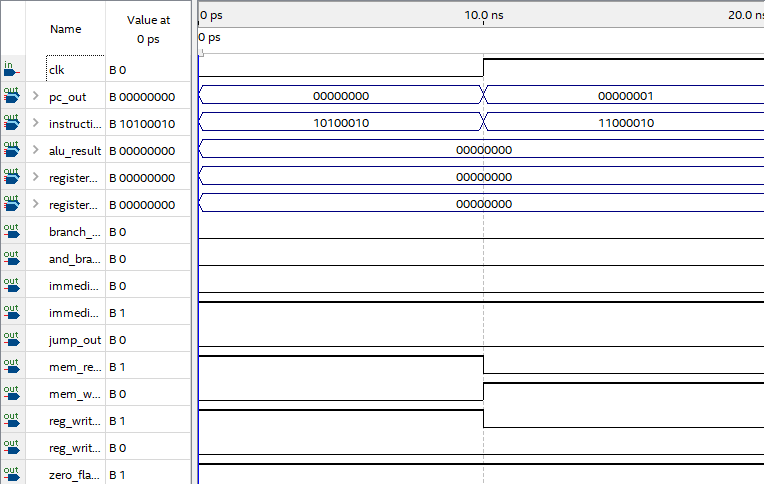 Name
Value at
0 ps
0 ps
10.0 ns
20.0 ns
0 ps
in
clk
B 0
out
pc_out
B 00000000
00000000
00000001
out
instructi...
B 10100010
10100010
11000010
out
alu_result
B 00000000
00000000
out
register...
B 00000000
00000000
out
register...
B 00000000
00000000
out
branch_...
B 0
out
and_bra...
B 0
out
immedi...
B 0
out
immedi...
B 1
out
jump_out
B 0
out
mem_re...
B 1
out
mem_w...
B 0
out
reg_writ...
B 1
out
reg_writ...
B 0
out
zero_fla...
B 1